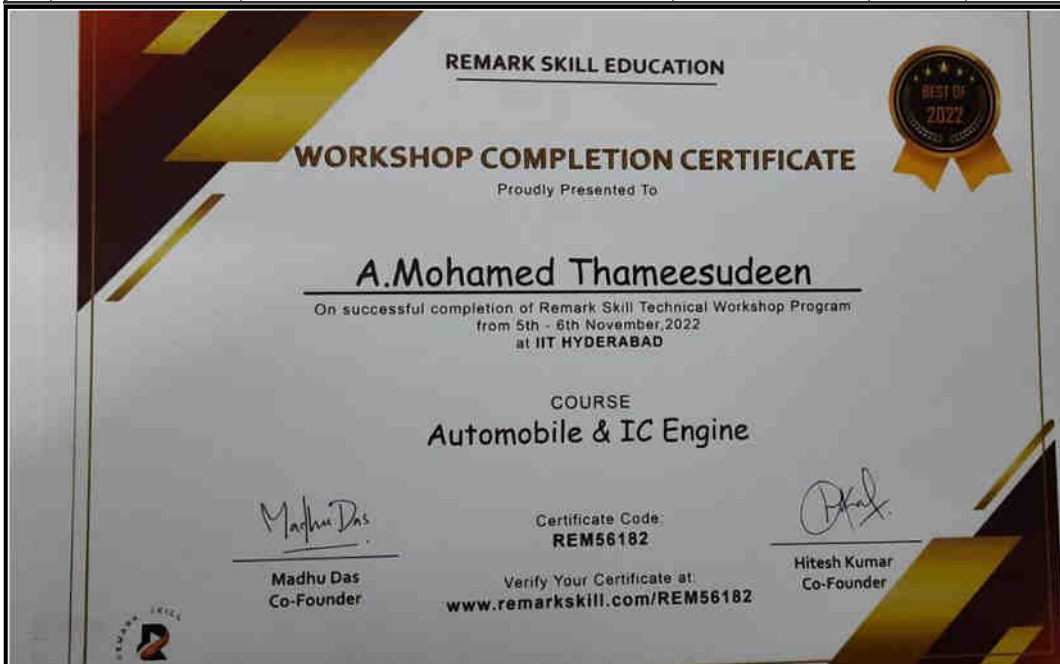 REMARK SKILL EDUCATION
BEST OF
2022
WORKSHOP COMPLETION CERTIFICATE
Proudly Presented To
A.Mohamed Thameesudeen
On successful completion of Remark Skill Technical Workshop Program
from 5th - 6th November,2022
at IIT HYDERABAD
COURSE
Automobile & IC Engine
Madhu Das
Madhu Das
Co-Founder
Certificate Code:
REM56182
Verify Your Certificate at:
www.remarkskill.com/REM56182
Hitesh Kumar
Co-Founder
REMARK SKILL